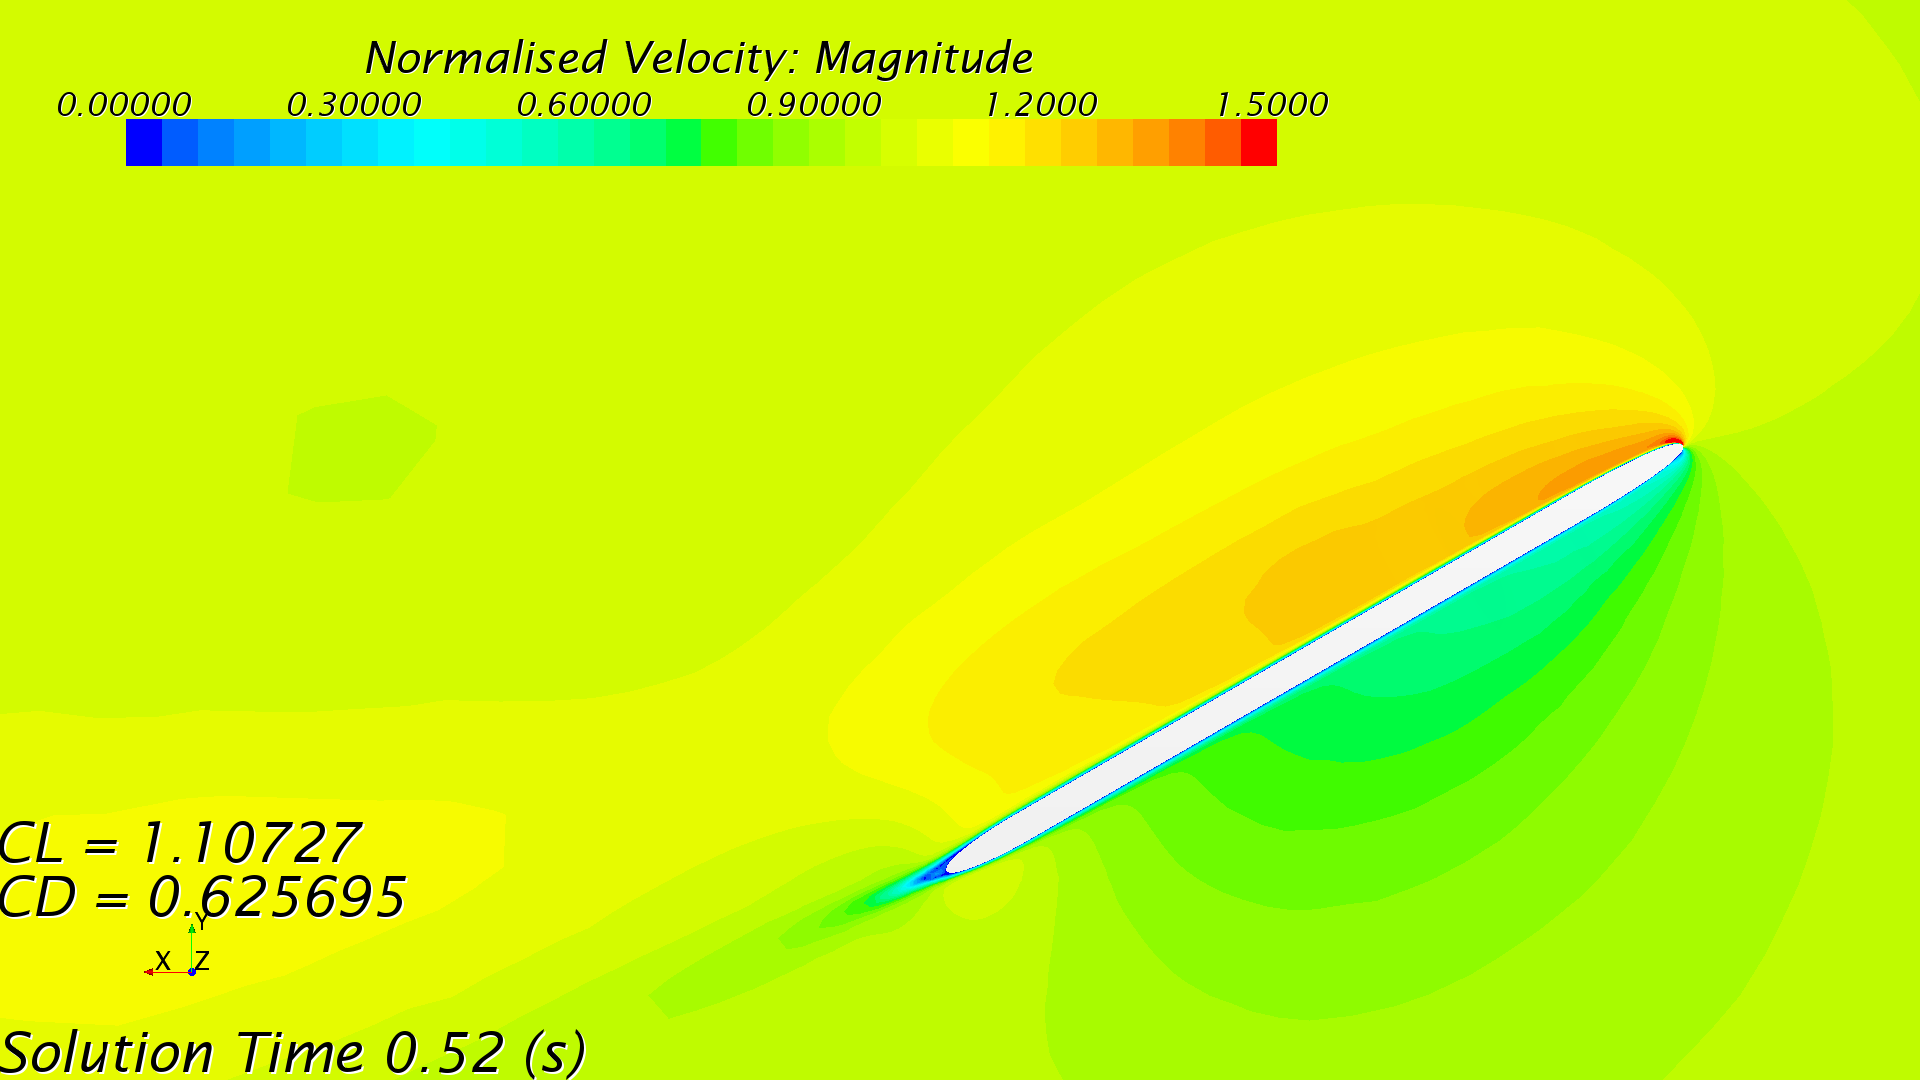 Normalised Velocity: Magnitude
0.00000 0.30000 0.60000 0.90000 1.2000 1.5000
CL = 1.10727
CD = 0.625695
Y
X Z
Solution Time 0.52 (s)